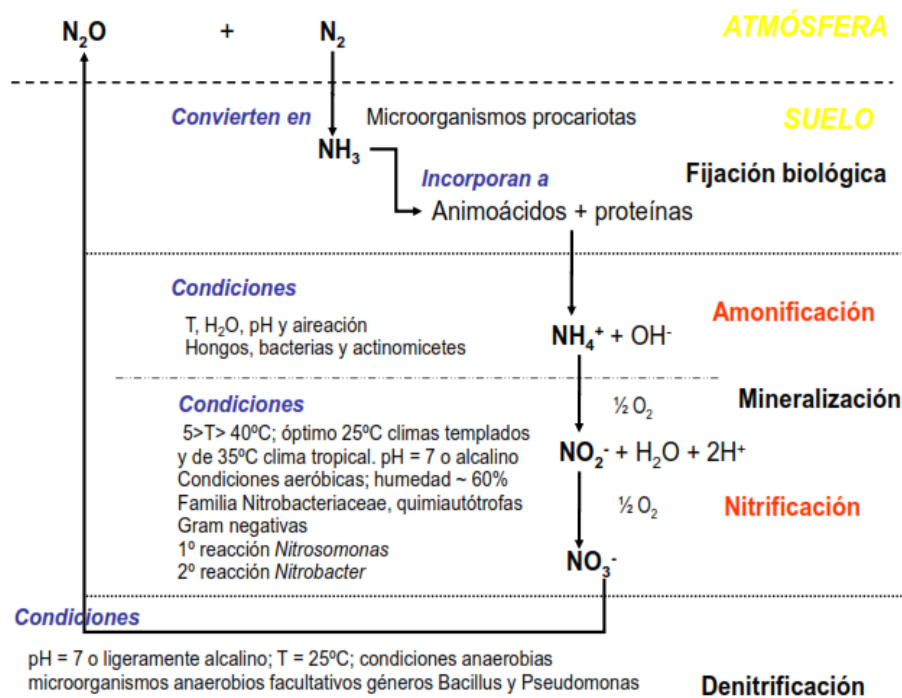 N₂O + N₂
ATMÓSFERA
Convierten en
Microorganismos procariotas
SUELO
NH₃
Incorporan a
Fijación biológica
Animoácidos + proteínas
Condiciones
T, H₂O, pH y aireación
Hongos, bacterias y actinomicetes
NH₄⁺ + OH⁻
Amonificación
Mineralización
Condiciones
5>T> 40ºC; óptimo 25ºC climas templados
y de 35ºC clima tropical. pH = 7 o alcalino
Condiciones aeróbicas; humedad ~ 60%
Familia Nitrobacteriaceae, quimiautótrofas
Gram negativas
1º reacción Nitrosomonas
2º reacción Nitrobacter
½ O₂
NO₂⁻ + H₂O + 2H⁺
½ O₂
Nitrificación
NO₃⁻
Condiciones
pH = 7 o ligeramente alcalino; T = 25ºC; condiciones anaerobias
microorganismos anaerobios facultativos géneros Bacillus y Pseudomonas
Denitrificación